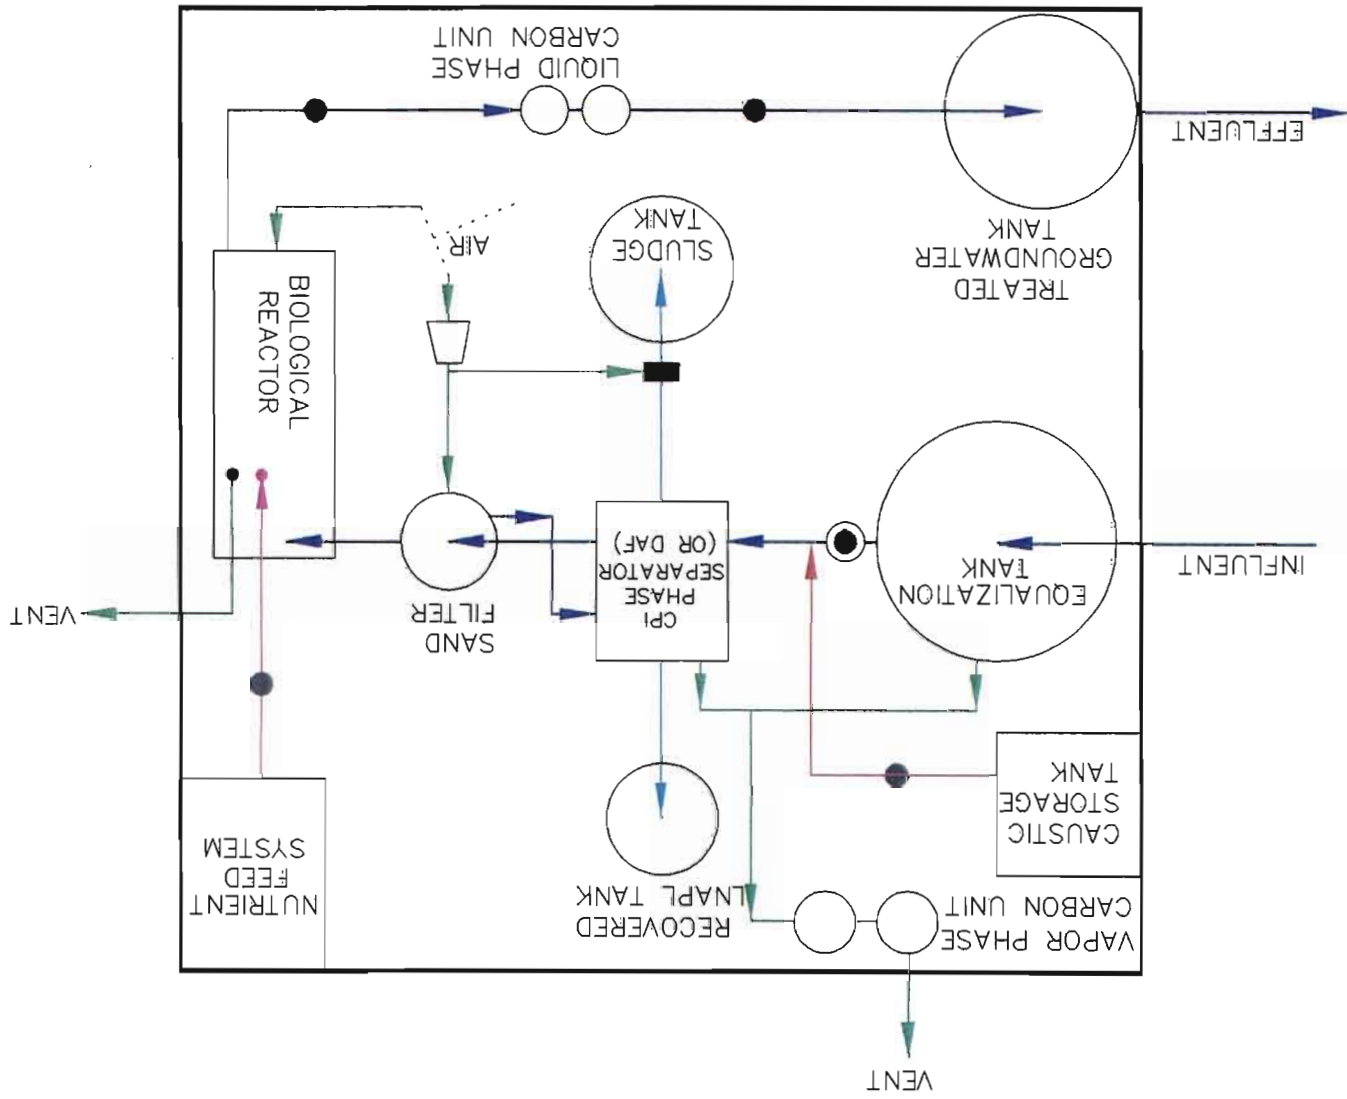 VENT
VAPOR PHASE
CARBON UNIT
RECOVERED
LNAPL TANK
NUTRIENT
FEED
SYSTEM
CAUSTIC
STORAGE
TANK
SAND
FILTER
VENT
INFLUENT
EQUALIZATION
TANK
CPI
PHASE
SEPARATOR
(OR DAF)
BIOLOGICAL
REACTOR
TREATED
GROUNDWATER
TANK
SLUDGE
TANK
AIR
EFFLUENT
LIQUID PHASE
CARBON UNIT